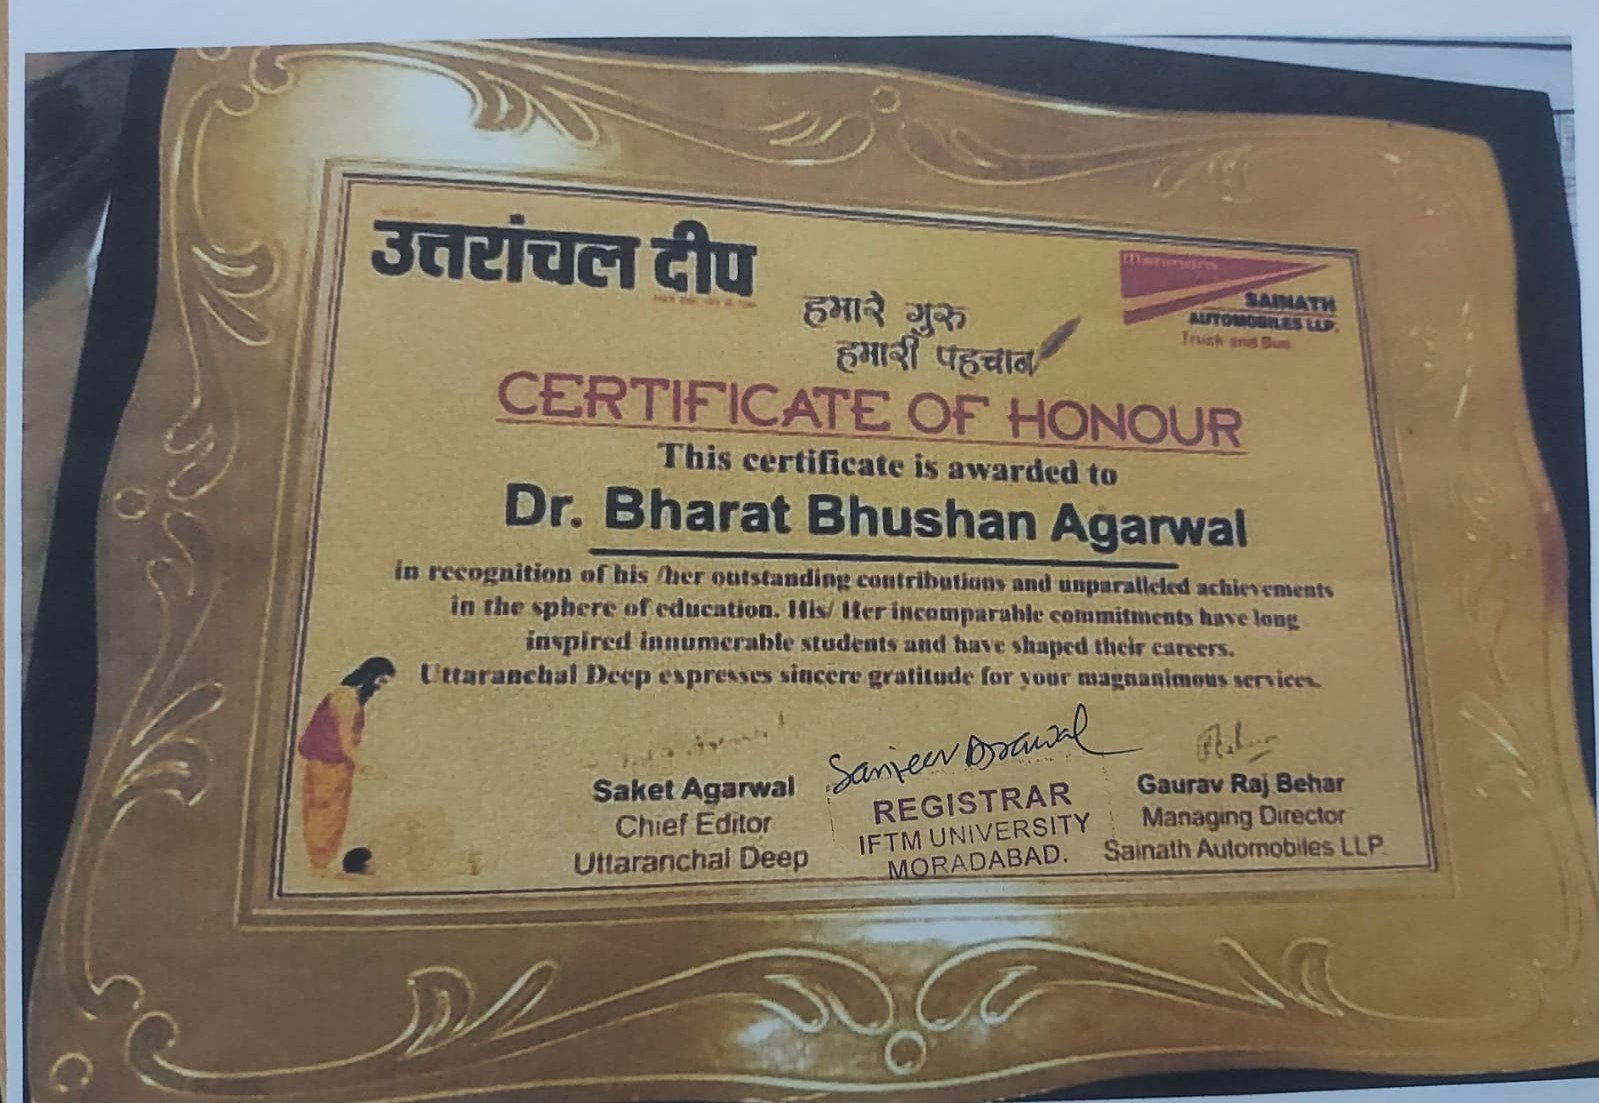 उत्तरांचल दीप
हमारे गुरु
हमारी पहचान
Mahindra
SAINATH
AUTOMOBILES LLP.
Truck and Bus
CERTIFICATE OF HONOUR
This certificate is awarded to
Dr. Bharat Bhushan Agarwal
in recognition of his /her outstanding contributions and unparalleled achievements
in the sphere of education. His/ Her incomparable commitments have long
inspired innumerable students and have shaped their careers.
Uttaranchal Deep expresses sincere gratitude for your magnanimous services.
Saket Agarwal
Chief Editor
Uttaranchal Deep
Sanjeev Agrawal
REGISTRAR
IFTM UNIVERSITY
MORADABAD.
Gaurav Raj Behar
Managing Director
Sainath Automobiles LLP